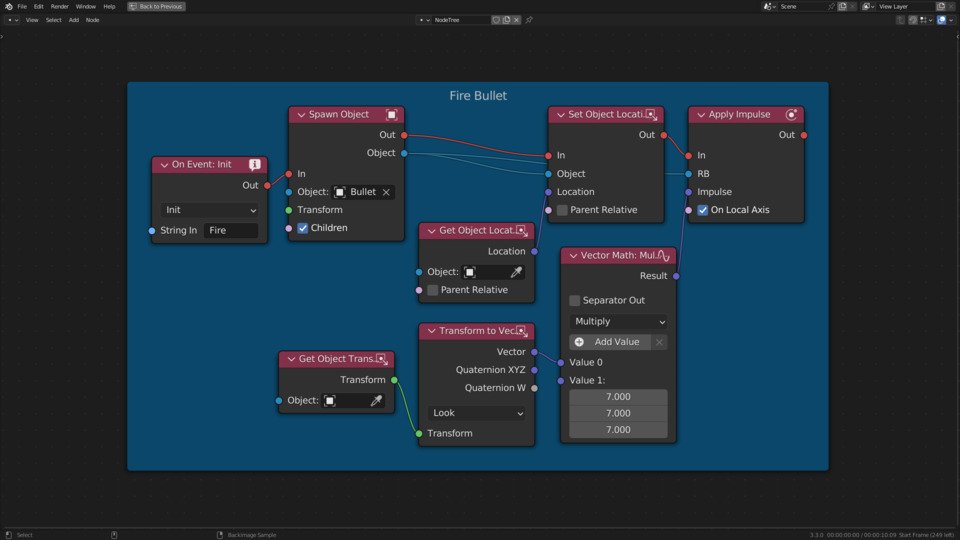 File Edit Render Window Help Back to Previous Scene View Layer
View Select Add Node NodeTree
Fire Bullet
On Event: Init
Out
Init
String In Fire
Spawn Object
Out
Object
In
Object: Bullet
Transform
Children
Get Object Locat...
Location
Object:
Parent Relative
Get Object Trans...
Transform
Object:
Transform to Vec...
Vector
Quaternion XYZ
Quaternion W
Look
Transform
Set Object Locati...
Out
In
Object
Location
Parent Relative
Vector Math: Mul...
Result
Separator Out
Multiply
Add Value
Value 0
Value 1:
7.000
7.000
7.000
Apply Impulse
Out
In
RB
Impulse
On Local Axis
Select Backimage Sample 3.3.0 00:00:00:00 / 00:00:10:09 Start Frame (249 left)